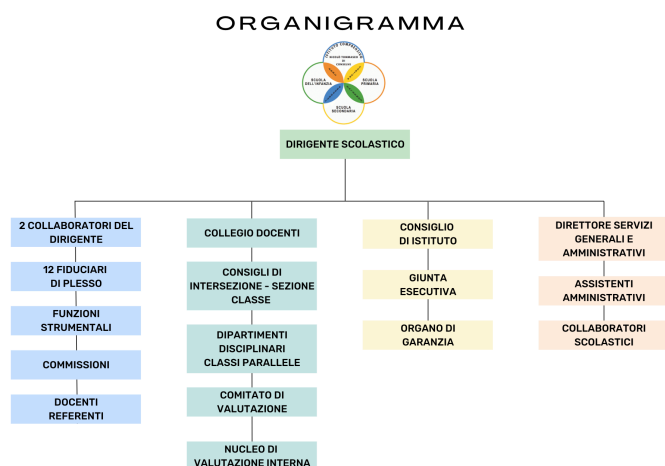 ORGANIGRAMMA
ISTITUTO COMPRENSIVO
SCUOLA
DELL'INFANZIA
SCUOLA
PRIMARIA
SCUOLA
SECONDARIA
DIRIGENTE SCOLASTICO
2 COLLABORATORI DEL
DIRIGENTE
12 FIDUCIARI
DI PLESSO
FUNZIONI
STRUMENTALI
COMMISSIONI
DOCENTI
REFERENTI
COLLEGIO DOCENTI
CONSIGLI DI
INTERSEZIONE - SEZIONE
CLASSE
DIPARTIMENTI
DISCIPLINARI
CLASSI PARALLELE
COMITATO DI
VALUTAZIONE
NUCLEO DI
VALUTAZIONE INTERNA
CONSIGLIO
DI ISTITUTO
GIUNTA
ESECUTIVA
ORGANO DI
GARANZIA
DIRETTORE SERVIZI
GENERALI E
AMMINISTRATIVI
ASSISTENTI
AMMINISTRATIVI
COLLABORATORI
SCOLASTICI